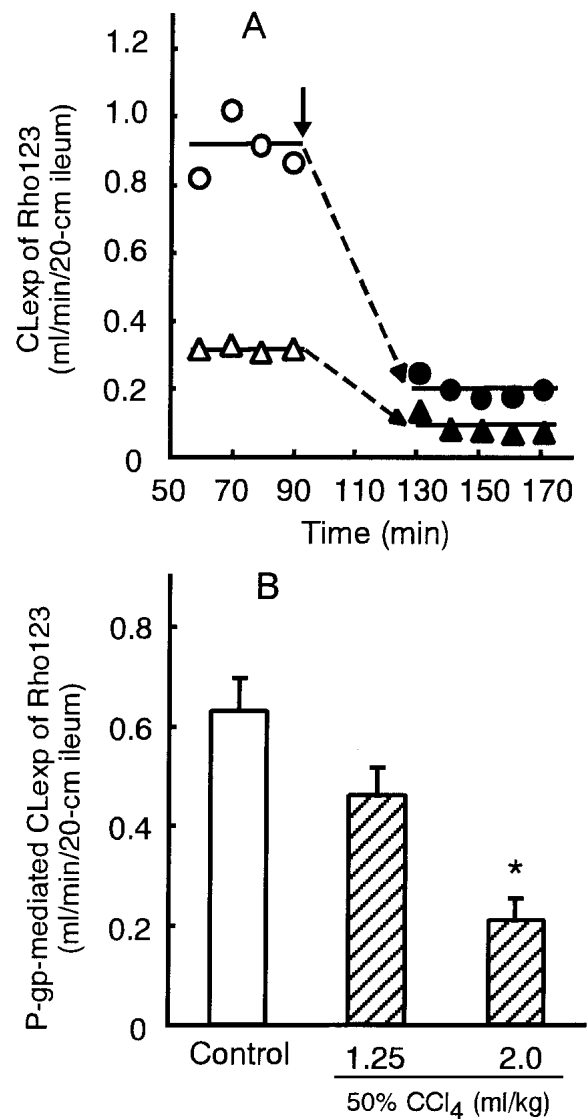 A
CLexp of Rho123
(ml/min/20-cm ileum)
1.2
1.0
0.8
0.6
0.4
0.2
0
50 70 90 110 130 150 170
Time (min)
B
P-gp-mediated CLexp of Rho123
(ml/min/20-cm ileum)
0.8
0.6
0.4
0.2
0
*
Control 1.25 2.0
50% CCl4 (ml/kg)